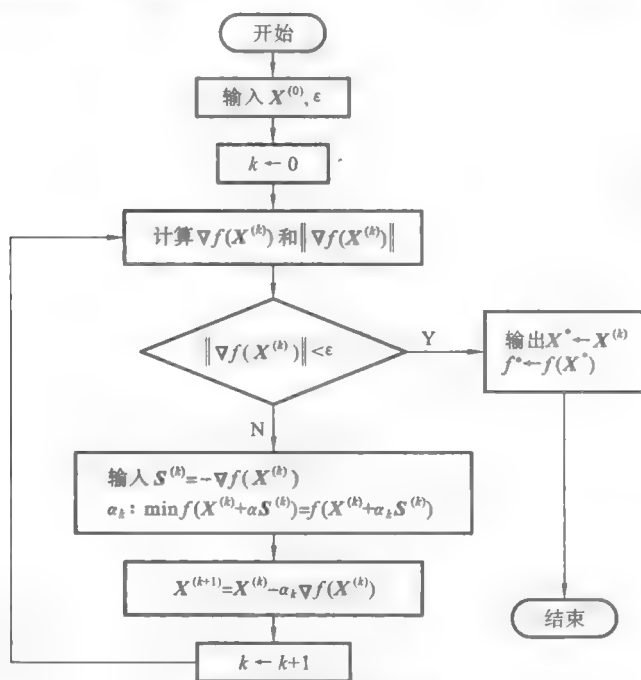 开始
输入 X^(0), ε
k ← 0
计算 ∇f(X^(k)) 和 ‖∇f(X^(k))‖
‖∇f(X^(k))‖<ε
Y
输出X*←X^(k)
f*←f(X*)
N
输入 S^(k)=-∇f(X^(k))
α_k: min f(X^(k)+αS^(k))=f(X^(k)+α_k S^(k))
X^(k+1)=X^(k)-α_k∇f(X^(k))
结束
k ← k+1